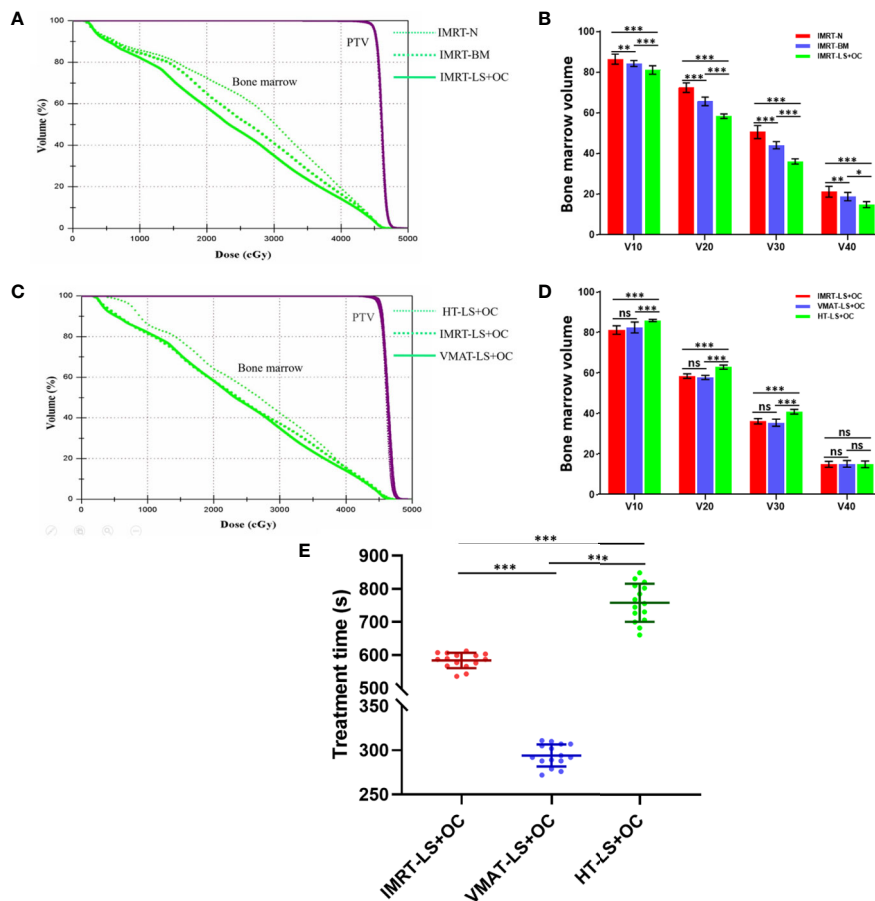 A
100
80
60
40
20
0
Volume (%)
0 1000 2000 3000 4000 5000
Dose (cGy)
PTV
Bone marrow
IMRT-N
IMRT-BM
IMRT-LS+OC
B
IMRT-N
IMRT-BM
IMRT-LS+OC
100
80
60
40
20
0
Bone marrow volume
*** ** ***
*** *** ***
*** *** ***
*** ** *
V10 V20 V30 V40
C
100
80
60
40
20
0
Volume (%)
0 1000 2000 3000 4000 5000
Dose (cGy)
PTV
Bone marrow
HT-LS+OC
IMRT-LS+OC
VMAT-LS+OC
D
IMRT-LS+OC
VMAT-LS+OC
HT-LS+OC
100
80
60
40
20
0
Bone marrow volume
*** ns ***
*** ns ***
*** ns ***
ns ns ns
V10 V20 V30 V40
E
900
800
700
600
500
350
300
250
Treatment time (s)
***
***
***
IMRT-LS+OC
VMAT-LS+OC
HT-LS+OC